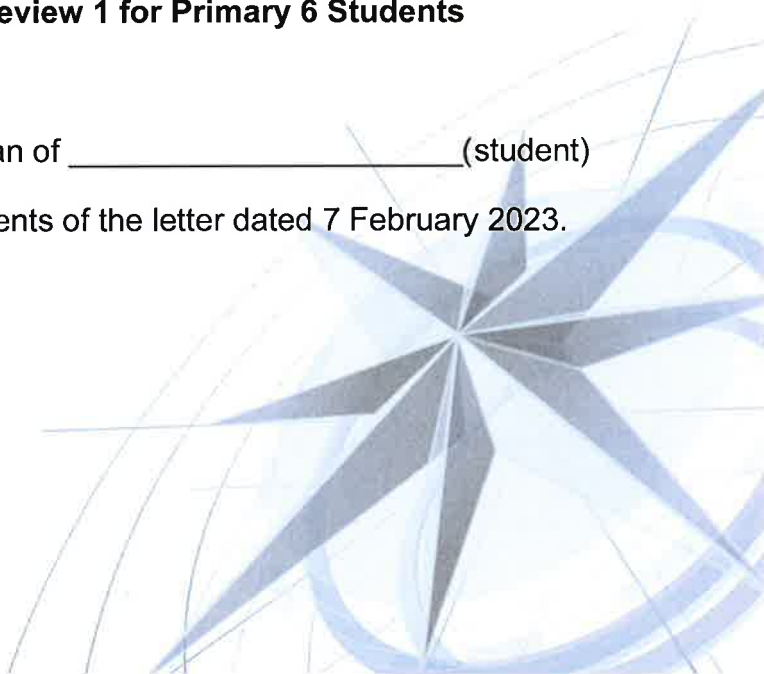 eview 1 for Primary 6 Students
an of ______________________(student)
ents of the letter dated 7 February 2023.